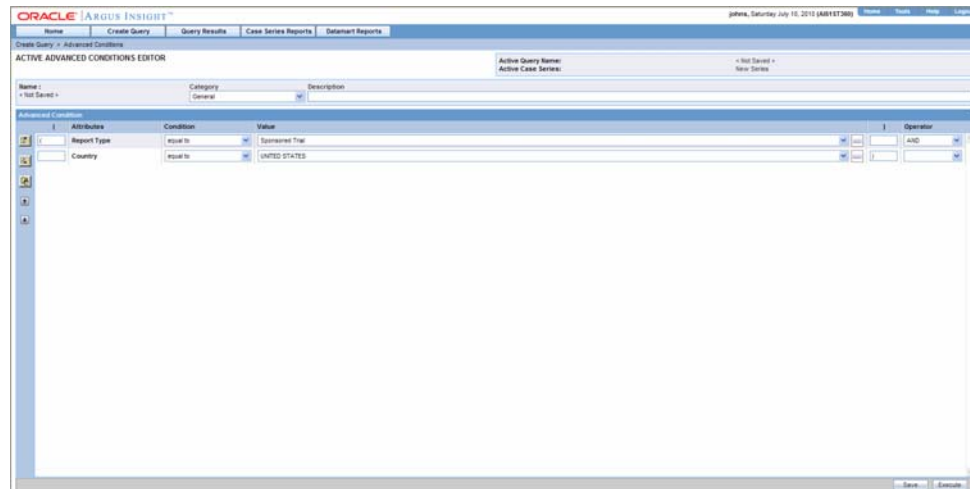 ORACLE | ARGUS INSIGHT™
johns, Saturday July 10, 2010 (AI61ST360) Home Tools Help Logout
Home Create Query Query Results Case Series Reports Datamart Reports
Create Query > Advanced Conditions
ACTIVE ADVANCED CONDITIONS EDITOR
Active Query Name: < Not Saved >
Active Case Series: New Series
Name : Category Description
< Not Saved > General
Advanced Condition
( Attributes Condition Value ) Operator
( Report Type equal to Sponsored Trial ... AND
Country equal to UNITED STATES ... )
Save Execute